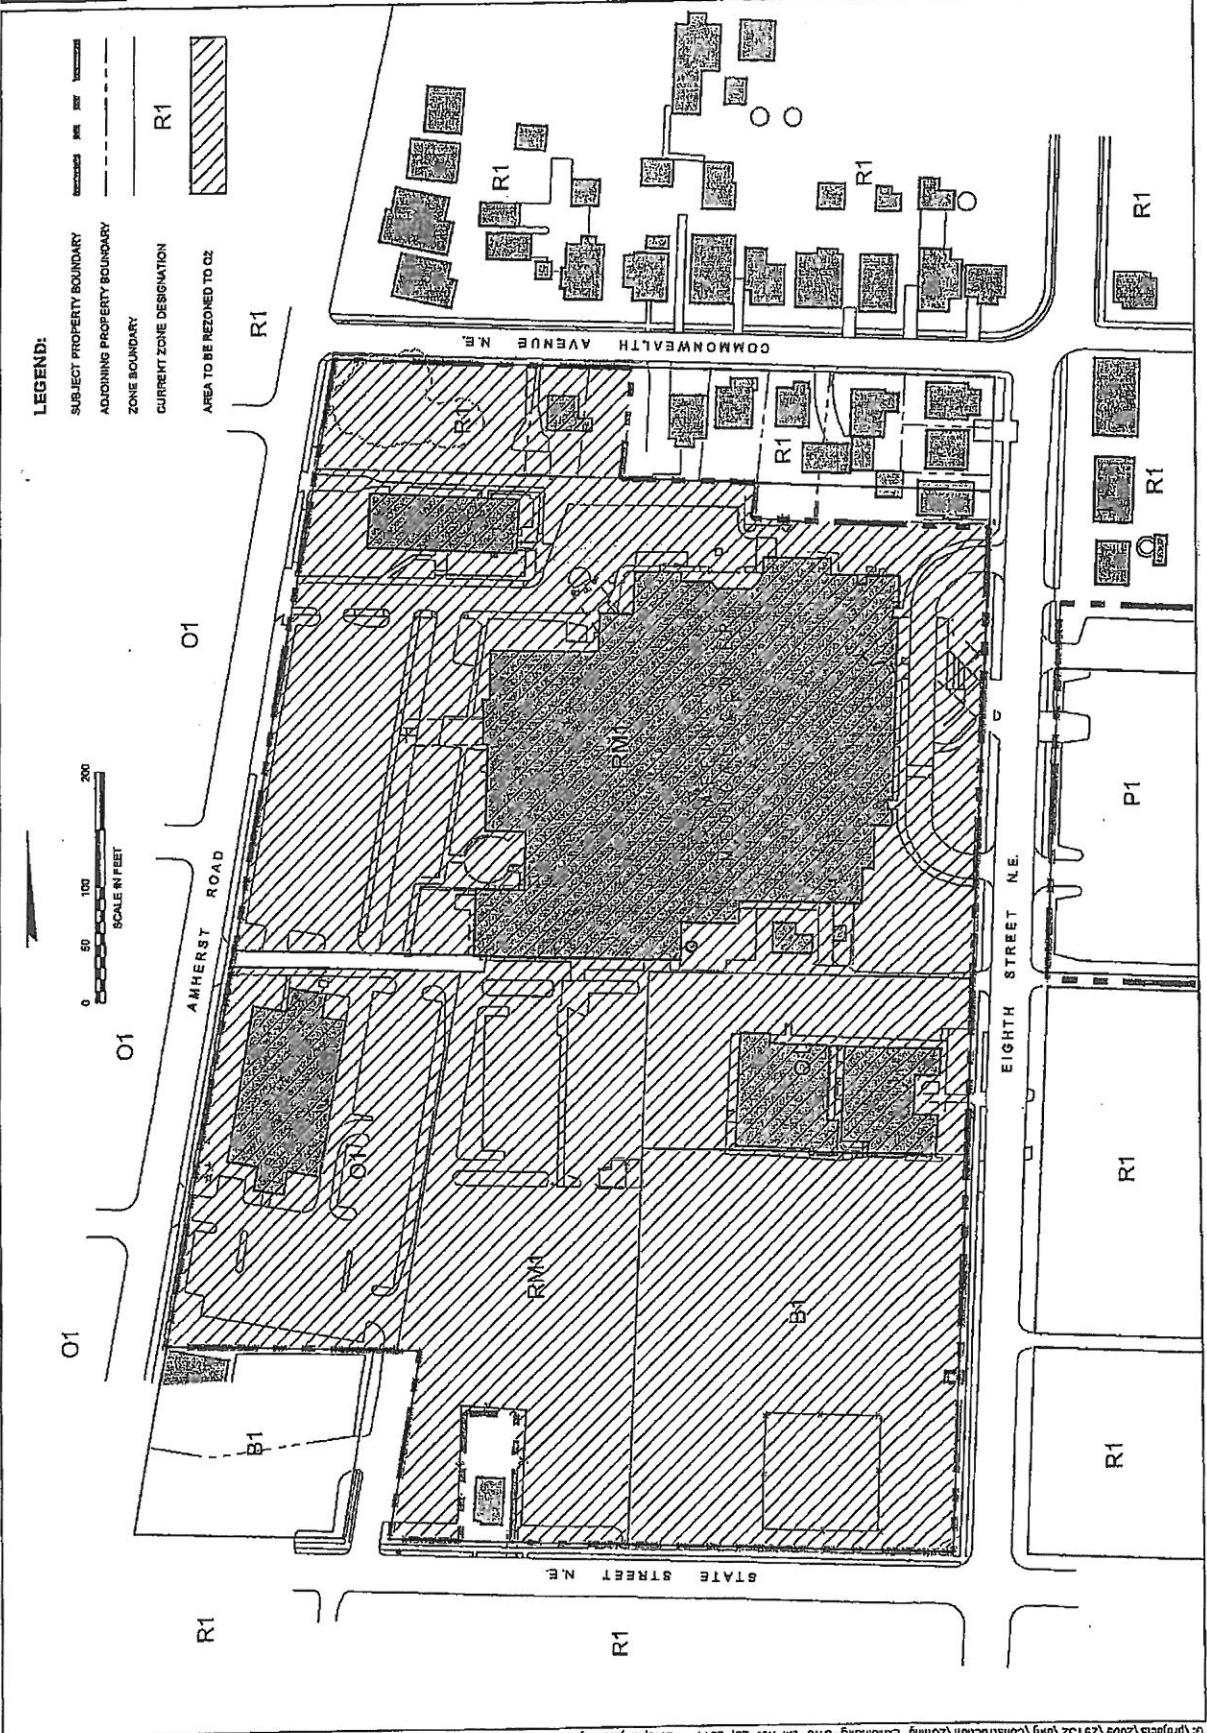 LEGEND:
SUBJECT PROPERTY BOUNDARY
ADJOINING PROPERTY BOUNDARY
ZONE BOUNDARY
CURRENT ZONE DESIGNATION
R1
AREA TO BE REZONED TO O2
0 50 100 200
SCALE IN FEET
O1
O1
O1
R1
AMHERST ROAD
R1
B1
O1
RM1
RM1
B1
R1
R1
R1
R1
COMMONWEALTH AVENUE N.E.
STATE STREET N.E.
EIGHTH STREET N.E.
R1
R1
R1
P1
R1
R1